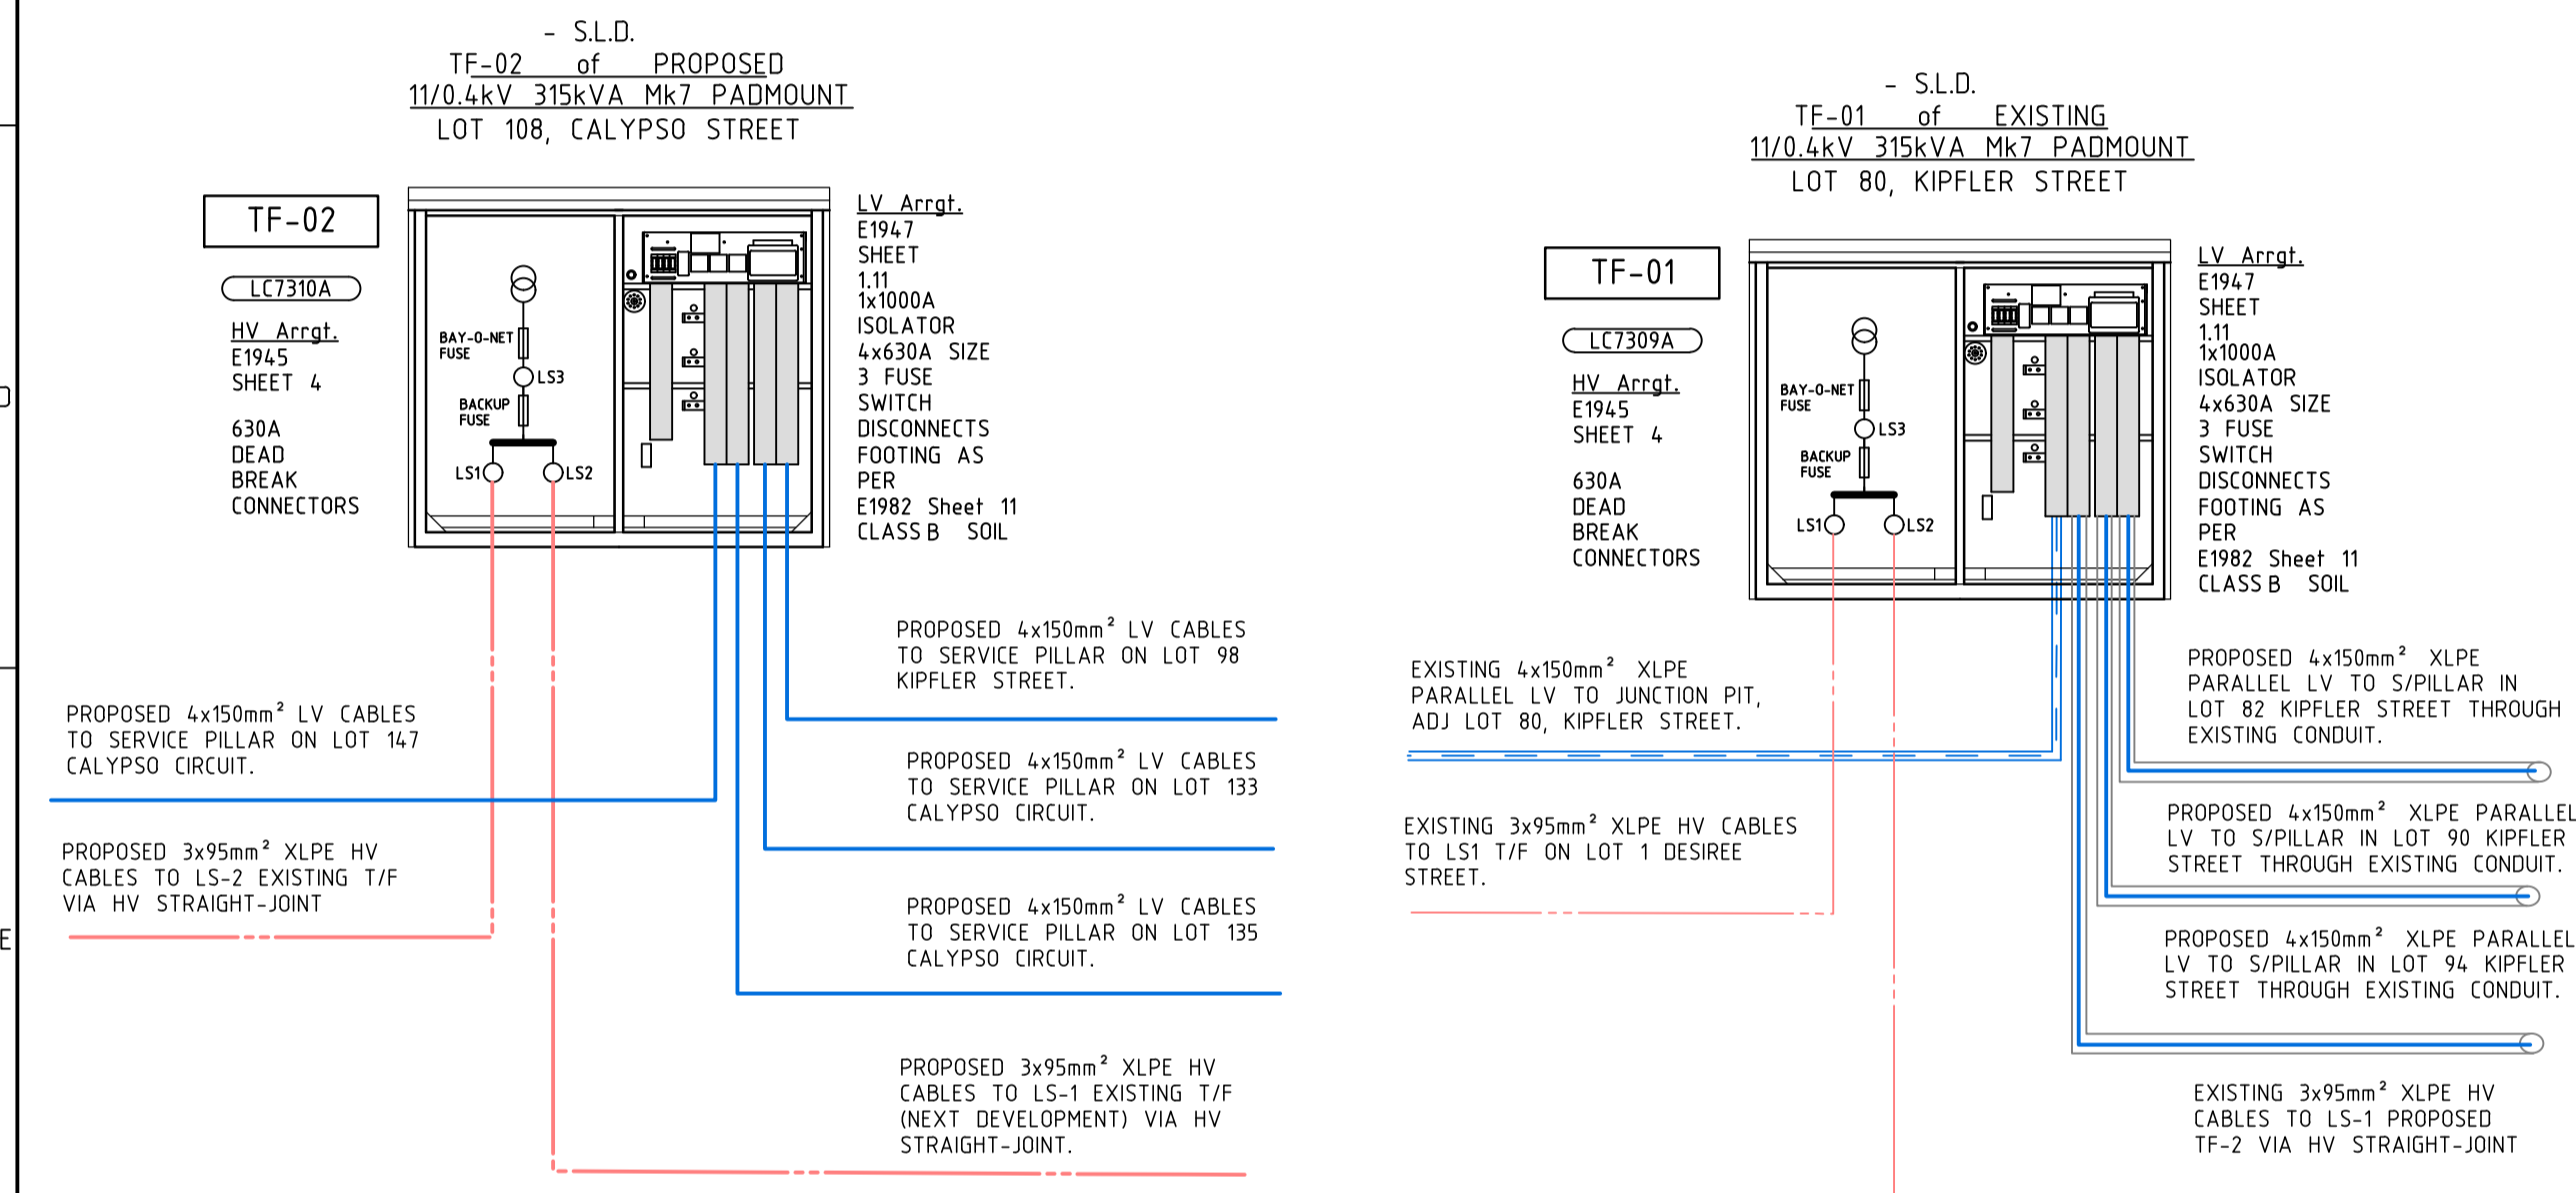 - S.L.D.
TF-02 of PROPOSED
11/0.4kV 315kVA Mk7 PADMOUNT
LOT 108, CALYPSO STREET
TF-02
LC7310A
HV Arrgt.
E1945
SHEET 4
630A
DEAD
BREAK
CONNECTORS
BAY-O-NET
FUSE
LS3
BACKUP
FUSE
LS1
LS2
LV Arrgt.
E1947
SHEET
1.11
1x1000A
ISOLATOR
4x630A SIZE
3 FUSE
SWITCH
DISCONNECTS
FOOTING AS
PER
E1982 Sheet 11
CLASS B SOIL
PROPOSED 4x150mm² LV CABLES
TO SERVICE PILLAR ON LOT 98
KIPFLER STREET.
PROPOSED 4x150mm² LV CABLES
TO SERVICE PILLAR ON LOT 147
CALYPSO CIRCUIT.
PROPOSED 4x150mm² LV CABLES
TO SERVICE PILLAR ON LOT 133
CALYPSO CIRCUIT.
PROPOSED 3x95mm² XLPE HV
CABLES TO LS-2 EXISTING T/F
VIA HV STRAIGHT-JOINT
PROPOSED 4x150mm² LV CABLES
TO SERVICE PILLAR ON LOT 135
CALYPSO CIRCUIT.
PROPOSED 3x95mm² XLPE HV
CABLES TO LS-1 EXISTING T/F
(NEXT DEVELOPMENT) VIA HV
STRAIGHT-JOINT.
- S.L.D.
TF-01 of EXISTING
11/0.4kV 315kVA Mk7 PADMOUNT
LOT 80, KIPFLER STREET
TF-01
LC7309A
HV Arrgt.
E1945
SHEET 4
630A
DEAD
BREAK
CONNECTORS
BAY-O-NET
FUSE
LS3
BACKUP
FUSE
LS1
LS2
LV Arrgt.
E1947
SHEET
1.11
1x1000A
ISOLATOR
4x630A SIZE
3 FUSE
SWITCH
DISCONNECTS
FOOTING AS
PER
E1982 Sheet 11
CLASS B SOIL
EXISTING 4x150mm² XLPE
PARALLEL LV TO JUNCTION PIT,
ADJ LOT 80, KIPFLER STREET.
EXISTING 3x95mm² XLPE HV CABLES
TO LS1 T/F ON LOT 1 DESIREE
STREET.
PROPOSED 4x150mm² XLPE
PARALLEL LV TO S/PILLAR IN
LOT 82 KIPFLER STREET THROUGH
EXISTING CONDUIT.
PROPOSED 4x150mm² XLPE PARALLEL
LV TO S/PILLAR IN LOT 90 KIPFLER
STREET THROUGH EXISTING CONDUIT.
PROPOSED 4x150mm² XLPE PARALLEL
LV TO S/PILLAR IN LOT 94 KIPFLER
STREET THROUGH EXISTING CONDUIT.
EXISTING 3x95mm² XLPE HV
CABLES TO LS-1 PROPOSED
TF-2 VIA HV STRAIGHT-JOINT
D
E